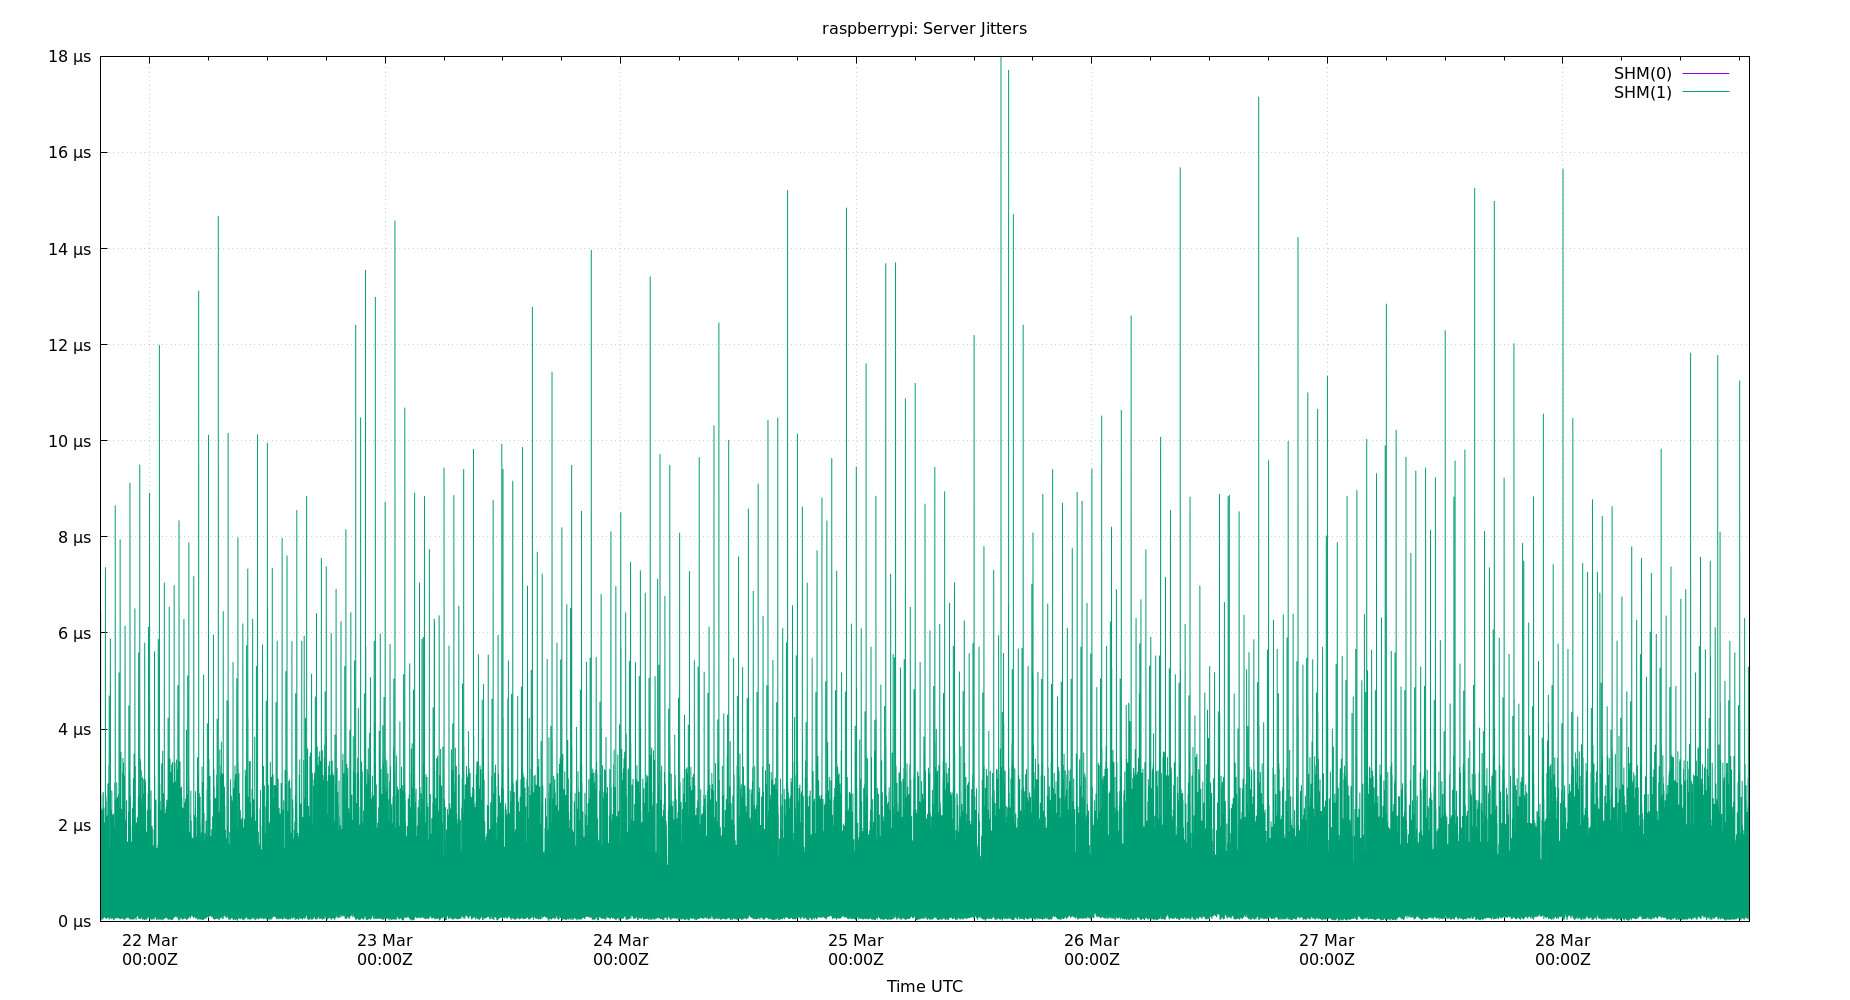 raspberrypi: Server Jitters
18 µs
16 µs
14 µs
12 µs
10 µs
8 µs
6 µs
4 µs
2 µs
0 µs
SHM(0)
SHM(1)
22 Mar 23 Mar 24 Mar 25 Mar 26 Mar 27 Mar 28 Mar
00:00Z 00:00Z 00:00Z 00:00Z 00:00Z 00:00Z 00:00Z
Time UTC